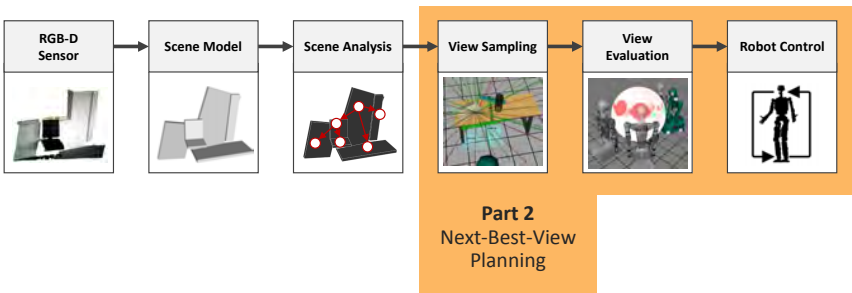 RGB-D
Sensor
Scene Model
Scene Analysis
View Sampling
View
Evaluation
Robot Control
Part 2
Next-Best-View
Planning